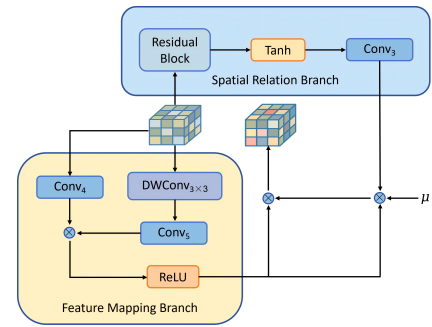 Residual
Block
Tanh
Conv₃
Spatial Relation Branch
Conv₄
DWConv₃×₃
Conv₅
μ
ReLU
Feature Mapping Branch